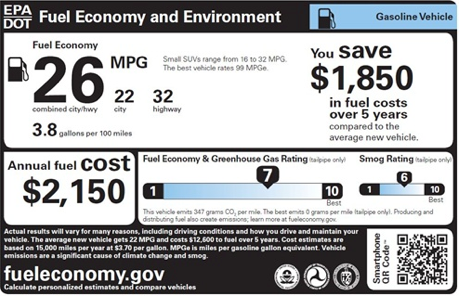 EPA
DOT
Fuel Economy and Environment
Gasoline Vehicle
Fuel Economy
26
MPG
Small SUVs range from 16 to 32 MPG.
The best vehicle rates 99 MPGe.
22
32
combined city/hwy
city
highway
3.8 gallons per 100 miles
You save
$1,850
in fuel costs
over 5 years
compared to the
average new vehicle.
Annual fuel cost
$2,150
Fuel Economy & Greenhouse Gas Rating (tailpipe only)
7
1
10
Best
Smog Rating (tailpipe only)
6
1
10
Best
This vehicle emits 347 grams CO₂ per mile. The best emits 0 grams per mile (tailpipe only). Producing and
distributing fuel also create emissions; learn more at fueleconomy.gov.
Actual results will vary for many reasons, including driving conditions and how you drive and maintain your
vehicle. The average new vehicle gets 22 MPG and costs $12,600 to fuel over 5 years. Cost estimates are
based on 15,000 miles per year at $3.70 per gallon. MPGe is miles per gasoline gallon equivalent. Vehicle
emissions are a significant cause of climate change and smog.
fueleconomy.gov
Calculate personalized estimates and compare vehicles
Smartphone
QR Code™